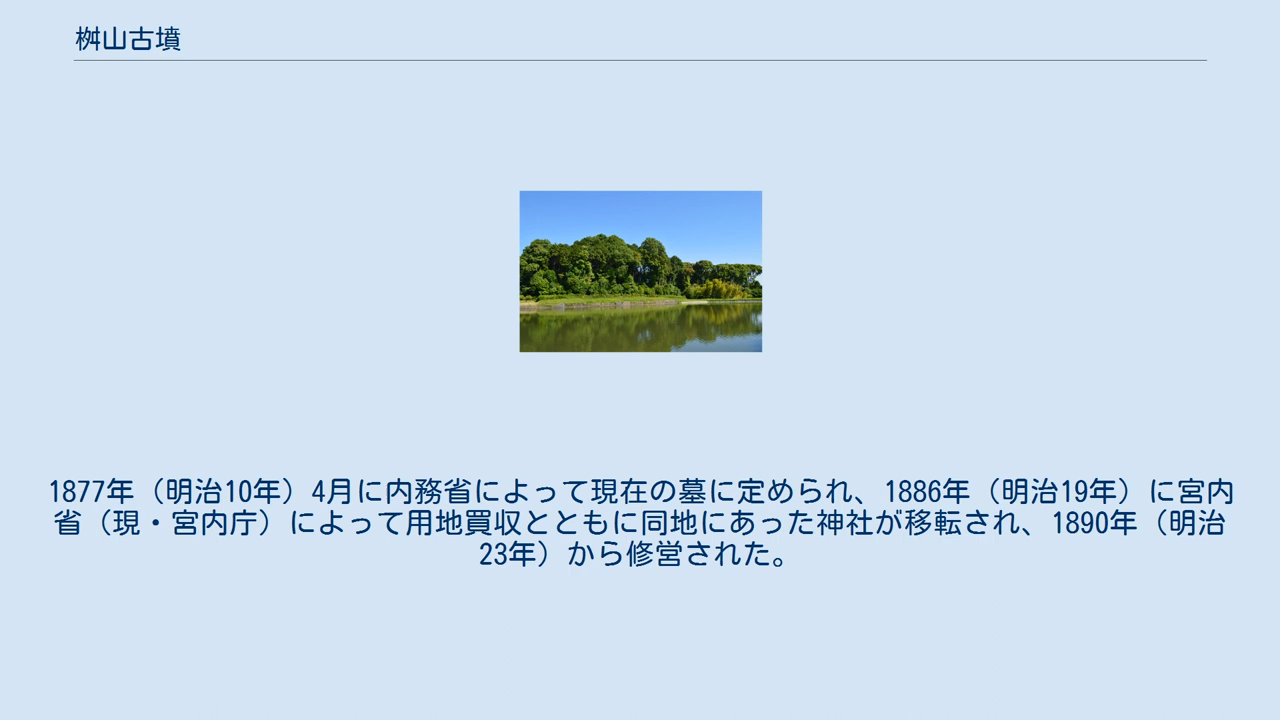 桝山古墳
1877年（明治10年）4月に内務省によって現在の墓に定められ、1886年（明治19年）に宮内
省（現・宮内庁）によって用地買収とともに同地にあった神社が移転され、1890年（明治
23年）から修営された。